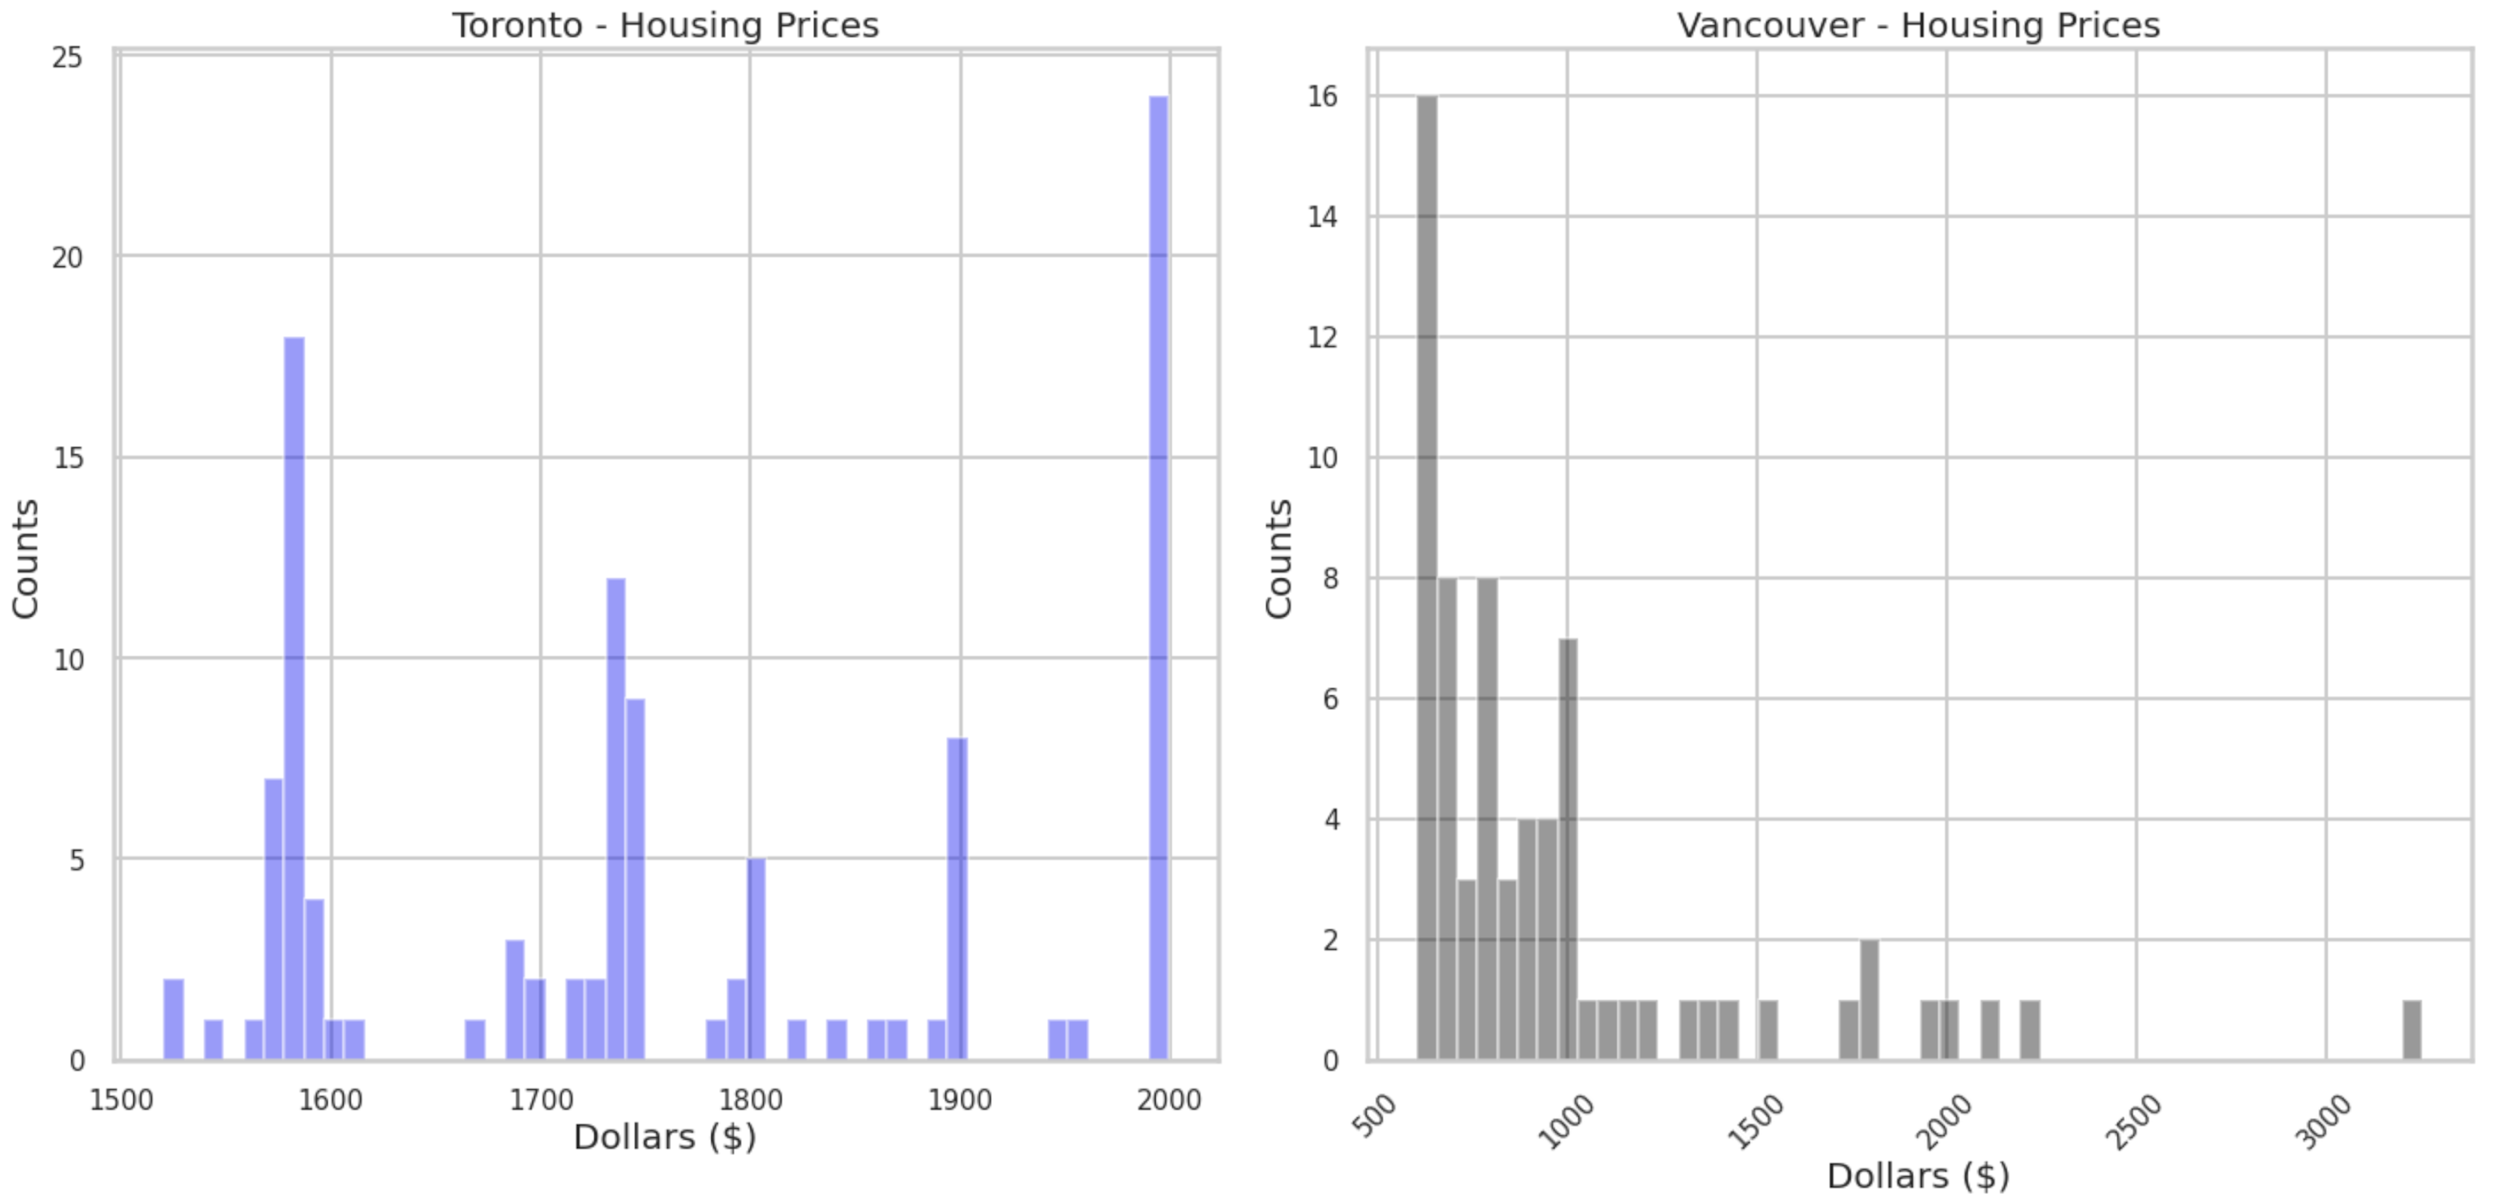 Toronto - Housing Prices
25
20
15
10
5
0
Counts
1500 1600 1700 1800 1900 2000
Dollars ($)
Vancouver - Housing Prices
16
14
12
10
8
6
4
2
0
Counts
500 1000 1500 2000 2500 3000
Dollars ($)